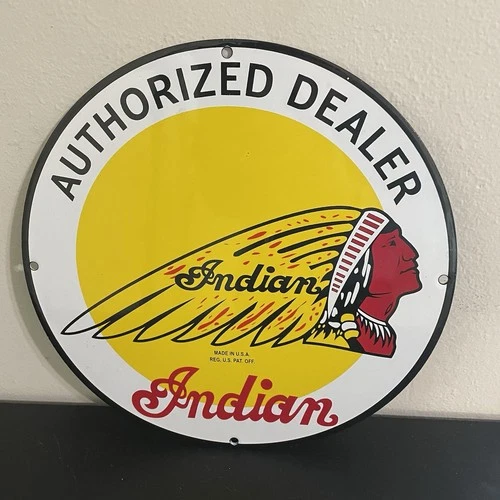 AUTHORIZED DEALER
Indian
MADE IN U.S.A.
REG. U.S. PAT. OFF.
Indian